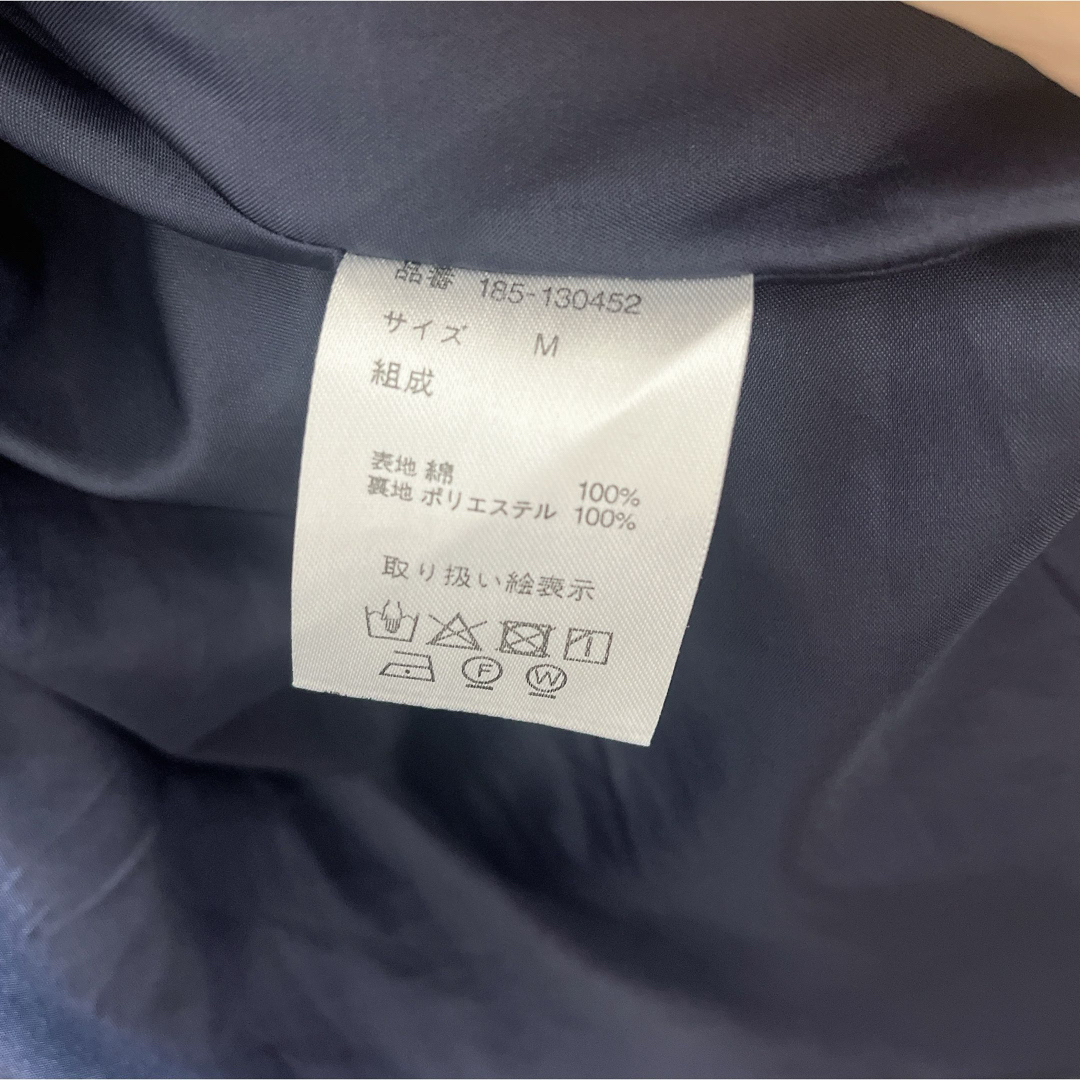 品番 185-130452
サイズ M
組成
表地 綿 100%
裏地 ポリエステル 100%
取り扱い絵表示
F W